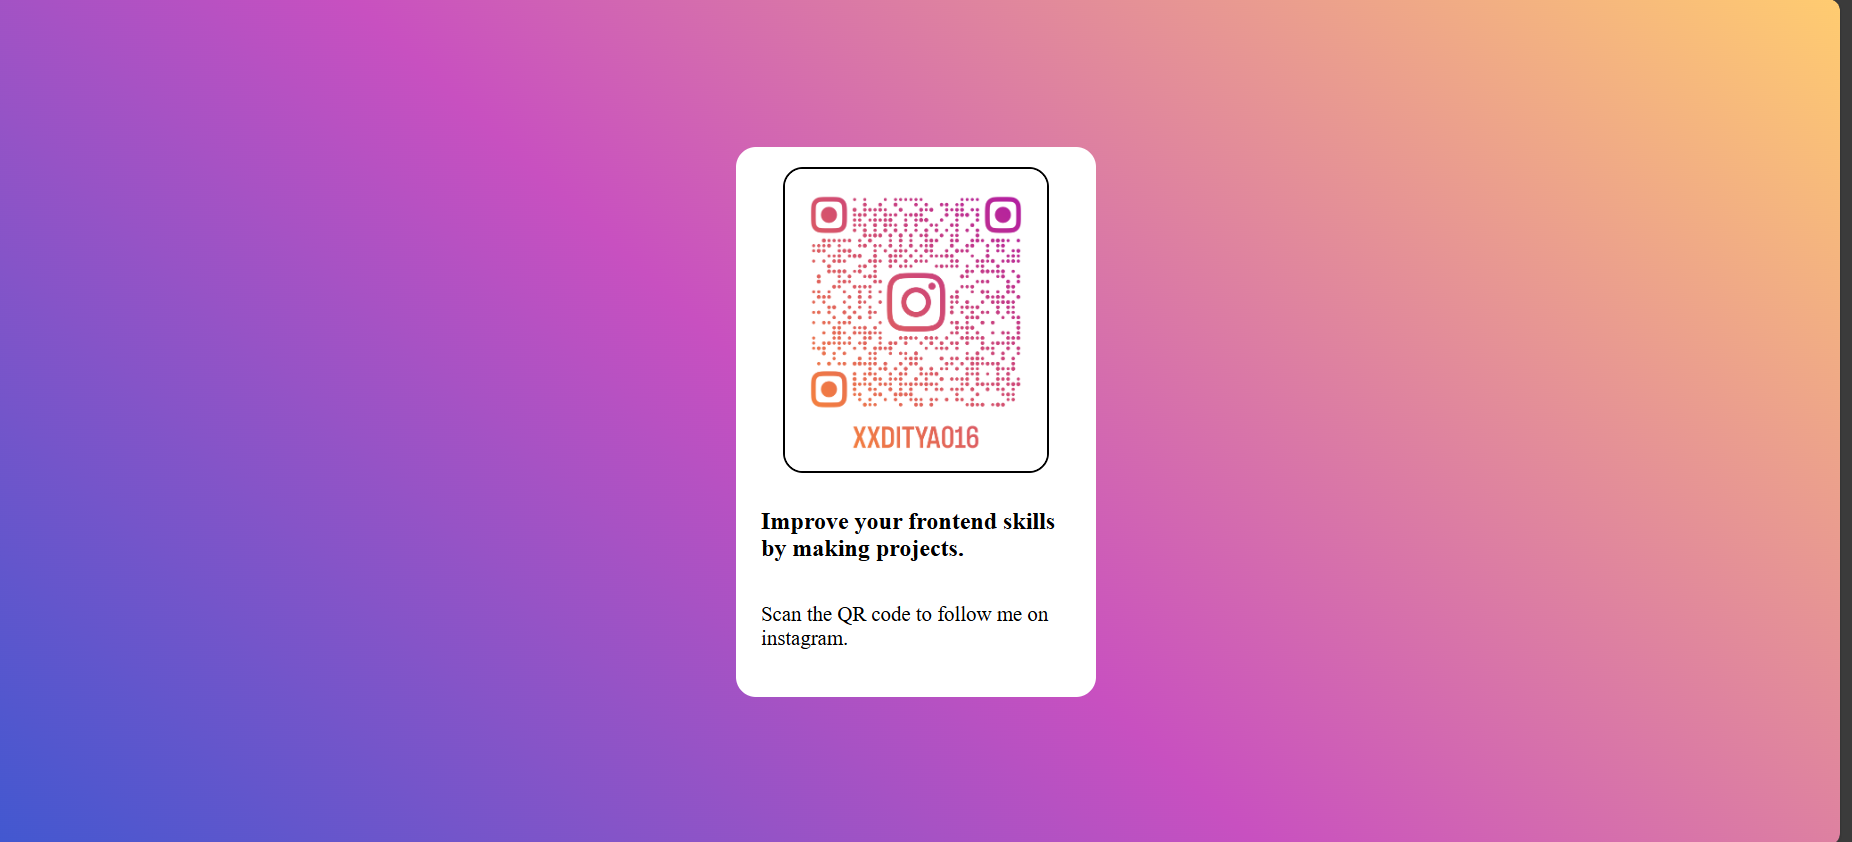 XXDITYA016
Improve your frontend skills
by making projects.
Scan the QR code to follow me on
instagram.